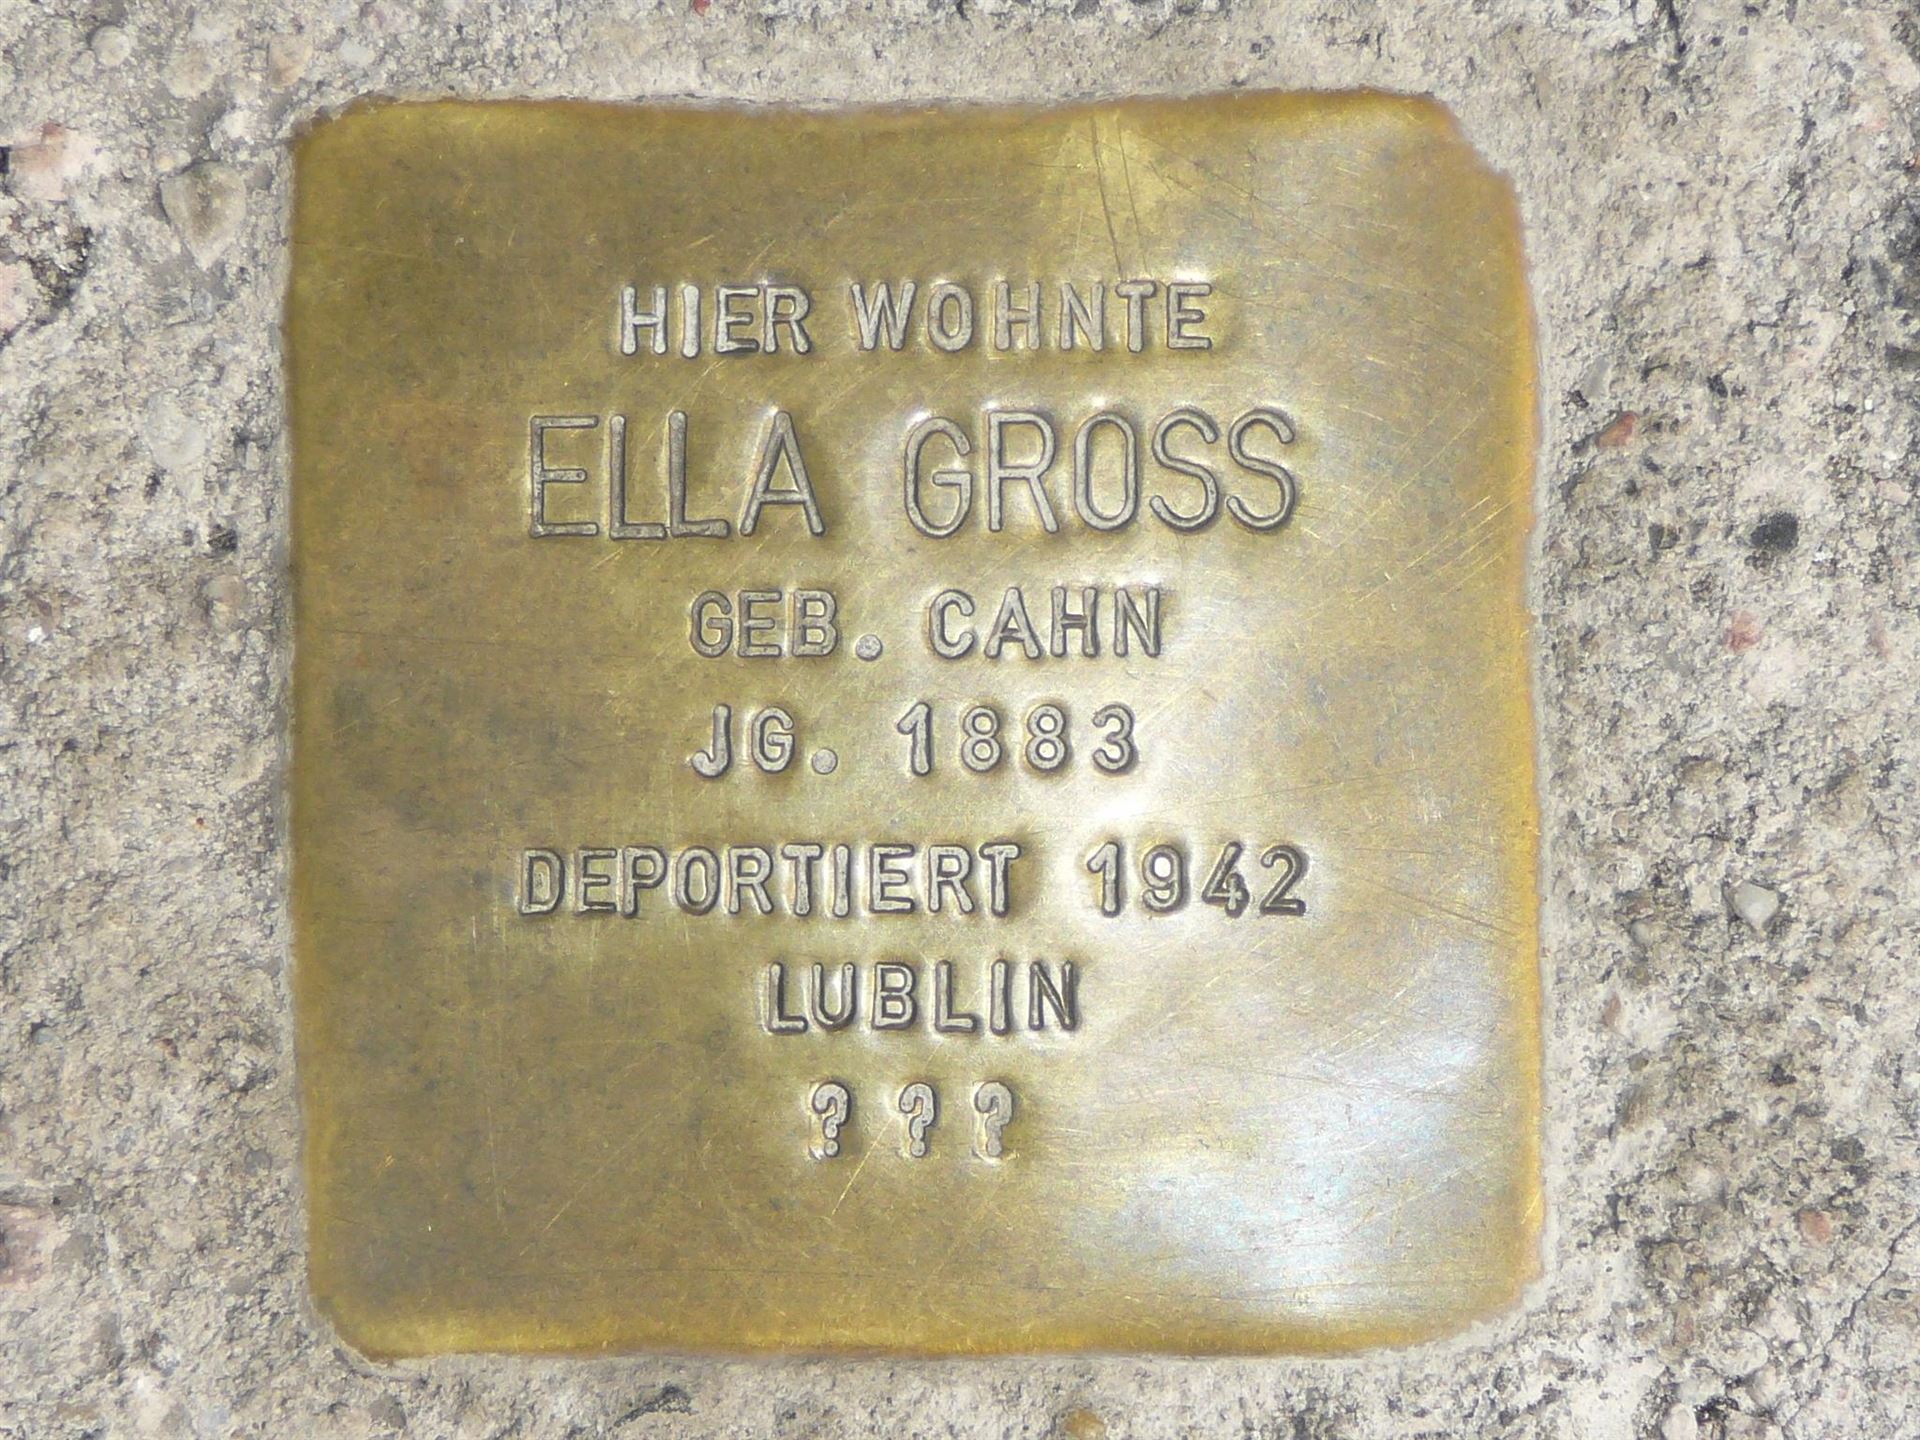 HIER WOHNTE
ELLA GROSS
GEB. CAHN
JG. 1883
DEPORTIERT 1942
LUBLIN
? ? ?